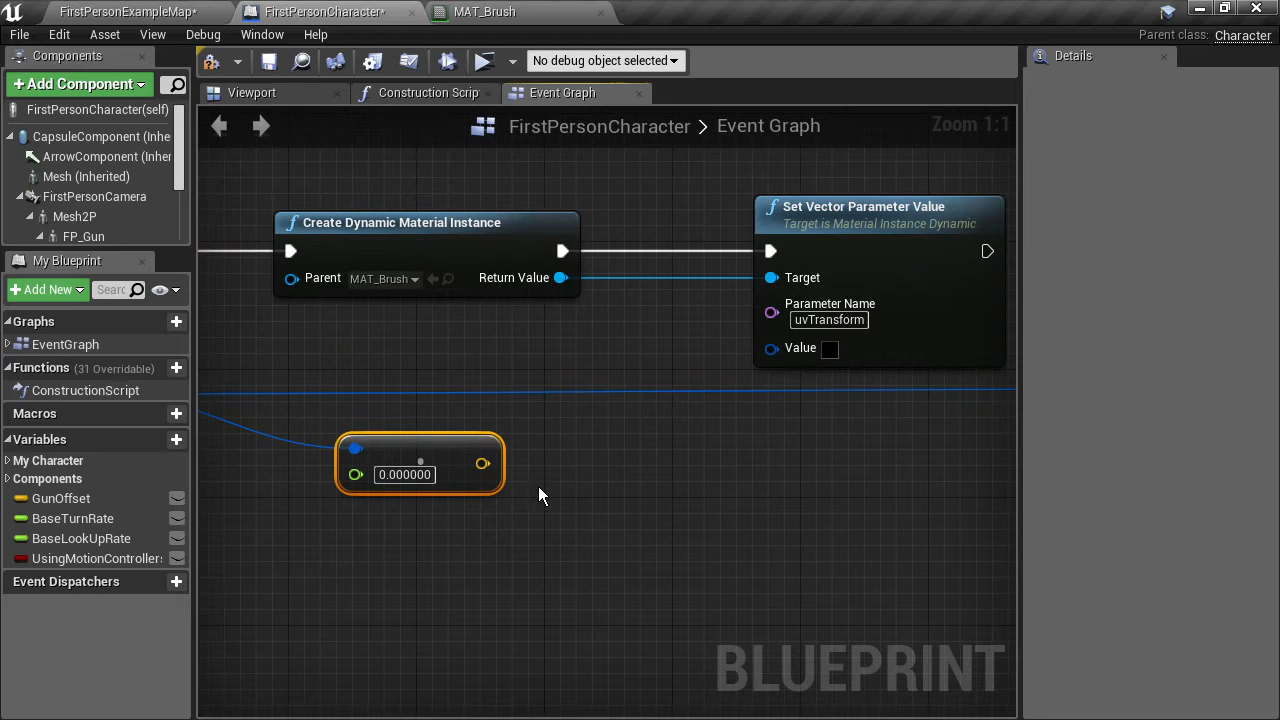 FirstPersonExampleMap*
FirstPersonCharacter*
MAT_Brush
File Edit Asset View Debug Window Help
Parent class: Character
Components
Details
+Add Component
No debug object selected
FirstPersonCharacter(self)
Viewport
Construction Scrip
Event Graph
FirstPersonCharacter > Event Graph
Zoom 1:1
CapsuleComponent (Inhe
ArrowComponent (Inher
Mesh (Inherited)
FirstPersonCamera
Mesh2P
FP_Gun
My Blueprint
+Add New
Searc
Graphs
EventGraph
Functions (31 Overridable)
ConstructionScript
Macros
Variables
My Character
Components
GunOffset
BaseTurnRate
BaseLookUpRate
UsingMotionControllers
Event Dispatchers
f Create Dynamic Material Instance
Parent MAT_Brush
Return Value
f Set Vector Parameter Value
Target is Material Instance Dynamic
Target
Parameter Name
uvTransform
Value
0.000000
BLUEPRINT